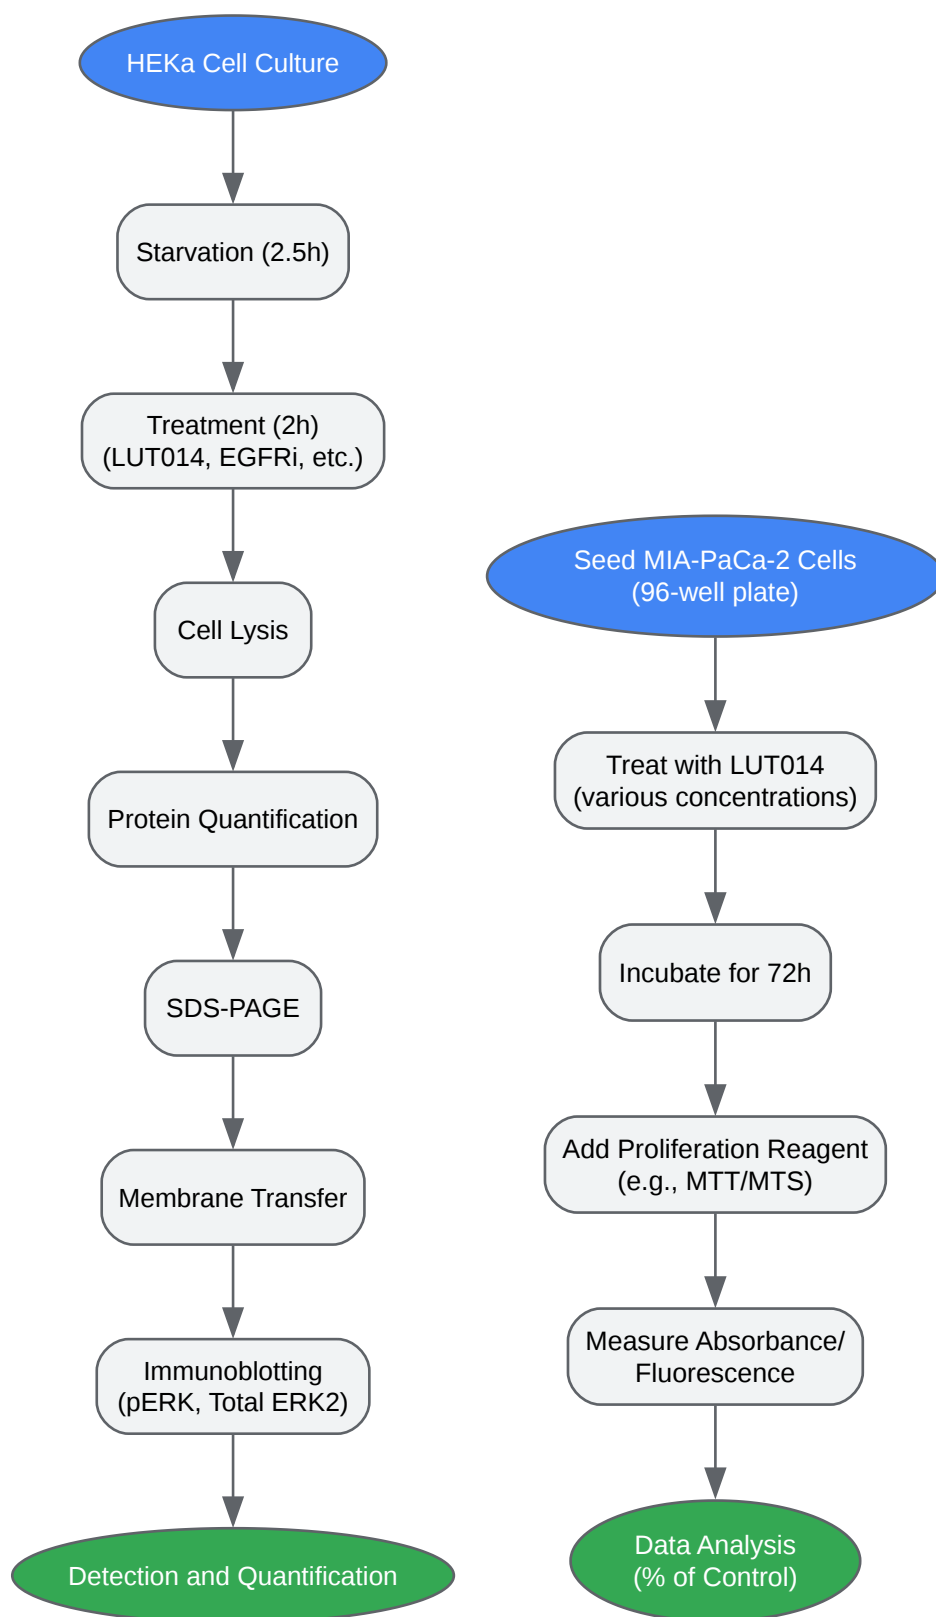 HEKa Cell Culture
Starvation (2.5h)
Treatment (2h)
(LUT014, EGFRi, etc.)
Cell Lysis
Protein Quantification
SDS-PAGE
Membrane Transfer
Immunoblotting
(pERK, Total ERK2)
Detection and Quantification
Seed MIA-PaCa-2 Cells
(96-well plate)
Treat with LUT014
(various concentrations)
Incubate for 72h
Add Proliferation Reagent
(e.g., MTT/MTS)
Measure Absorbance/
Fluorescence
Data Analysis
(% of Control)